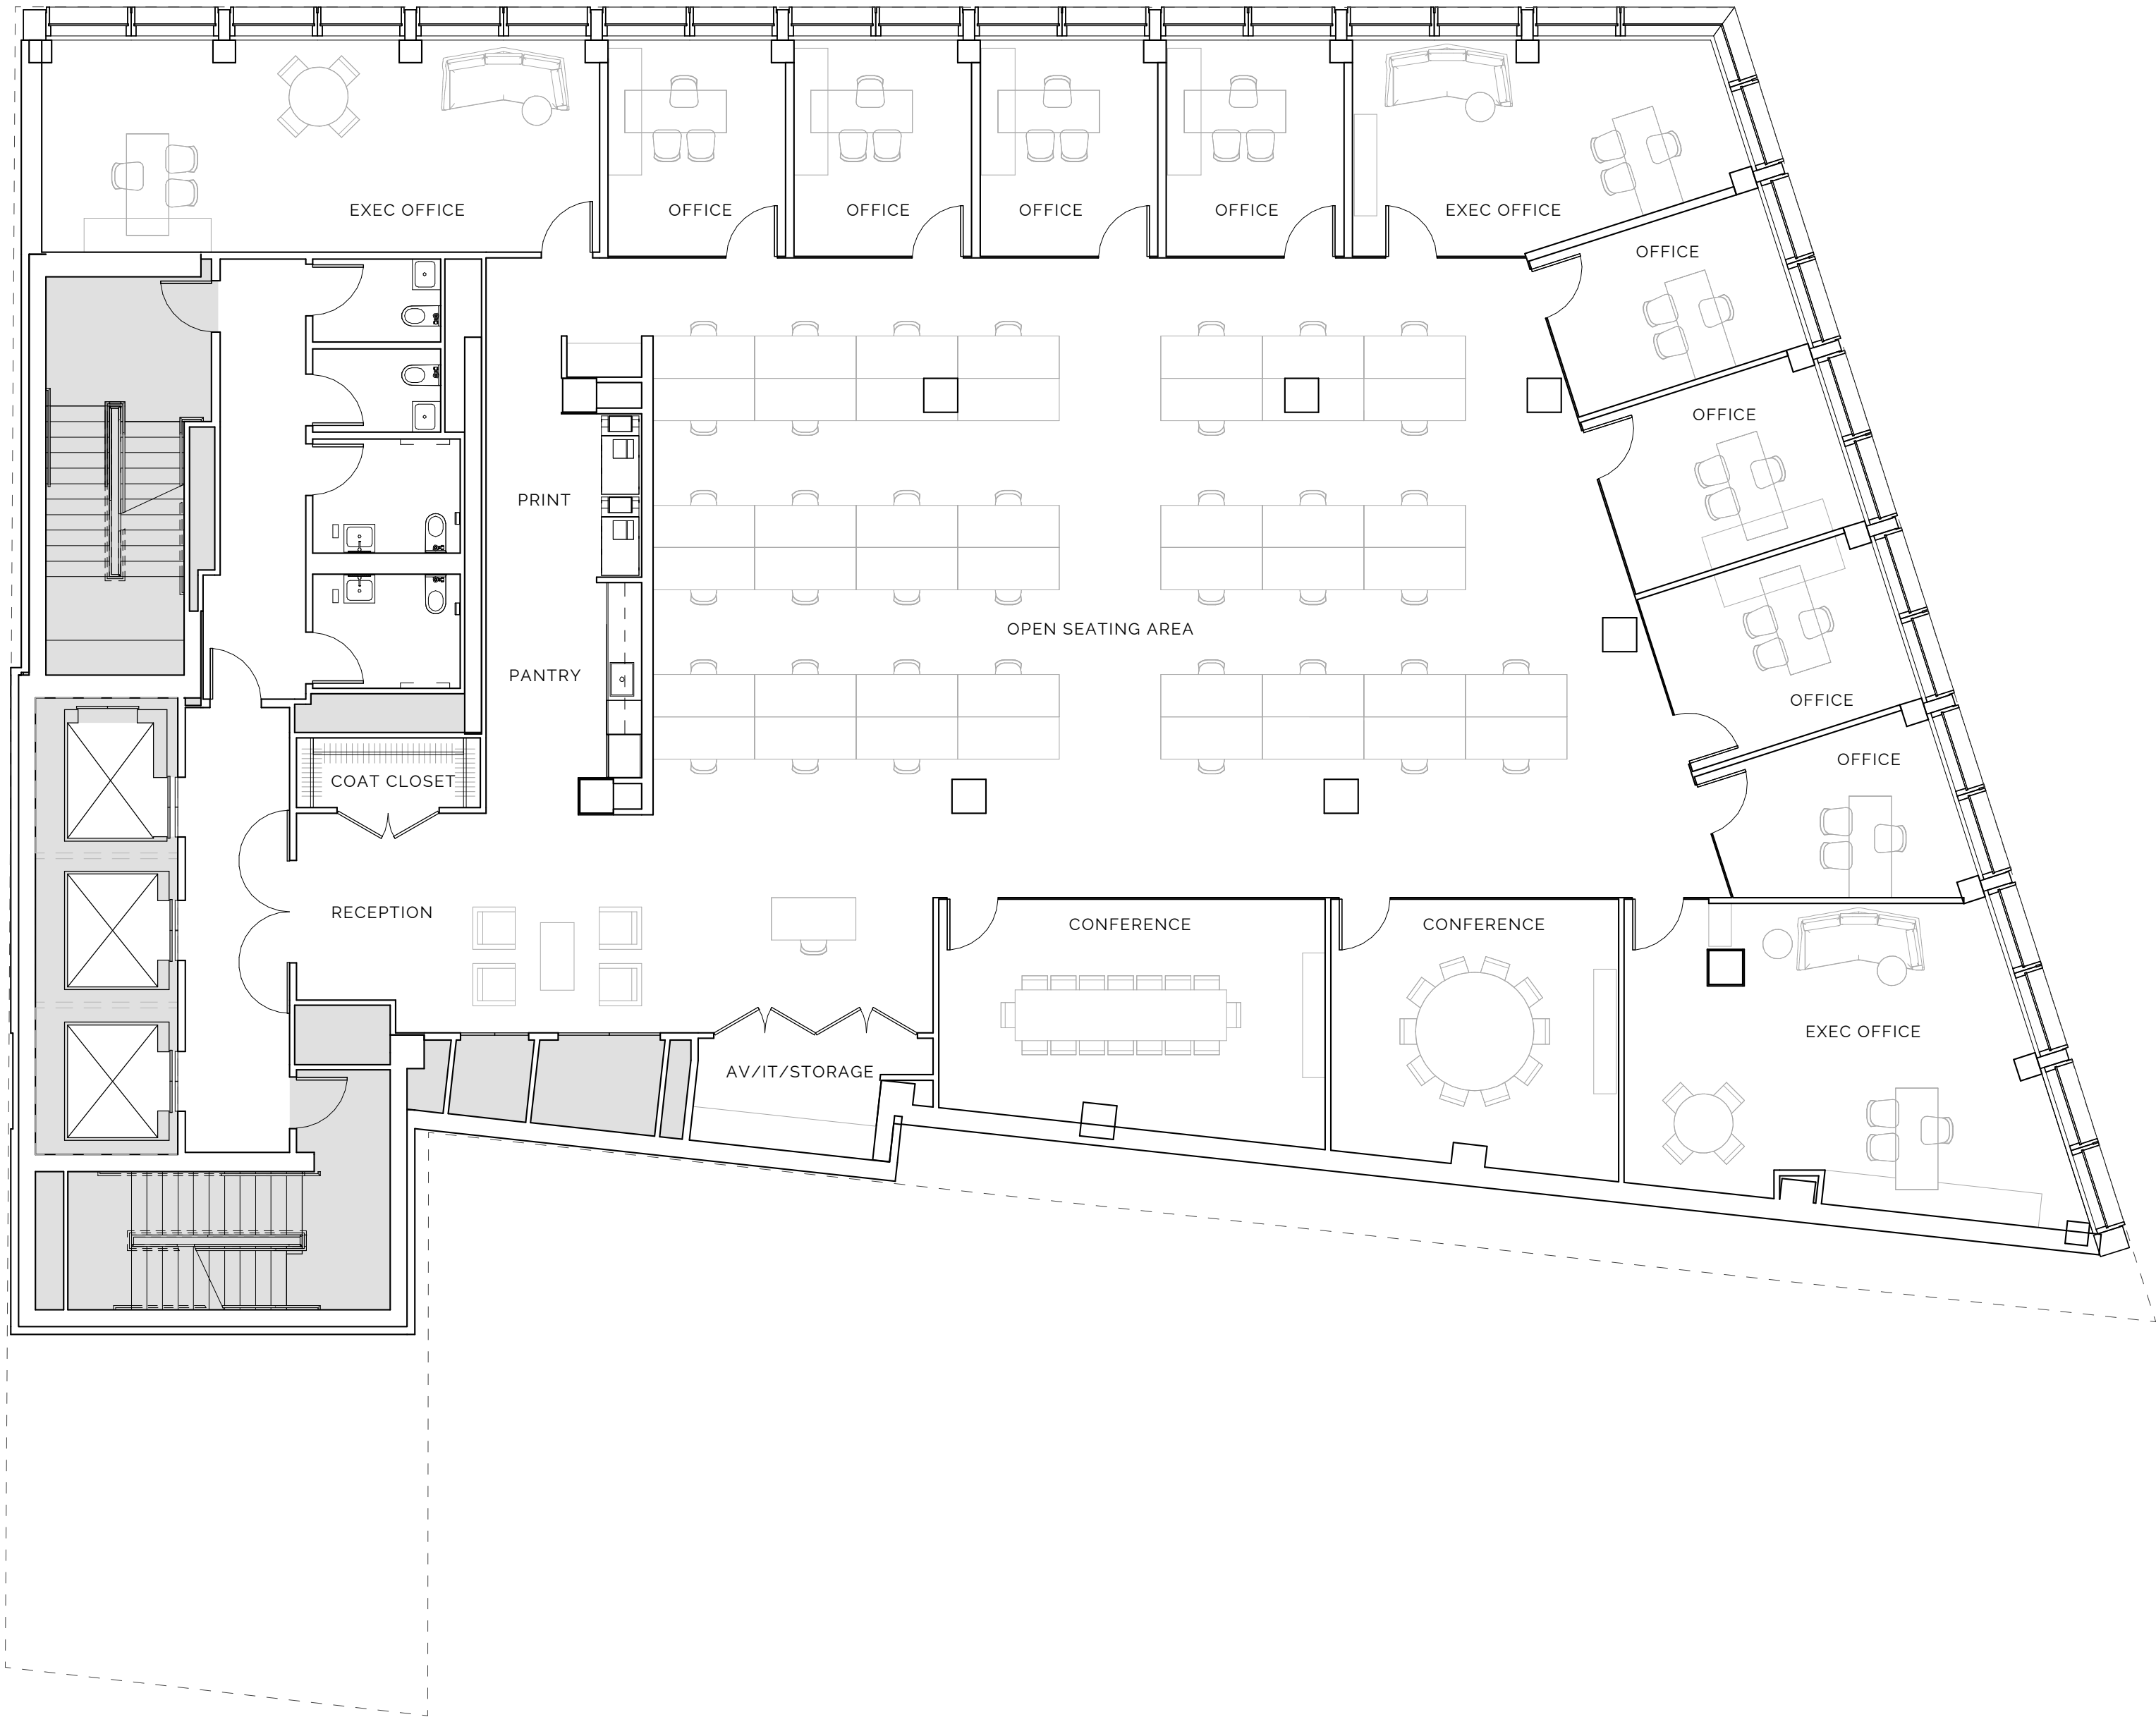 EXEC OFFICE
OFFICE
OFFICE
OFFICE
OFFICE
EXEC OFFICE
OFFICE
OFFICE
PRINT
OPEN SEATING AREA
PANTRY
OFFICE
OFFICE
COAT CLOSET
RECEPTION
CONFERENCE
CONFERENCE
EXEC OFFICE
AV/IT/STORAGE